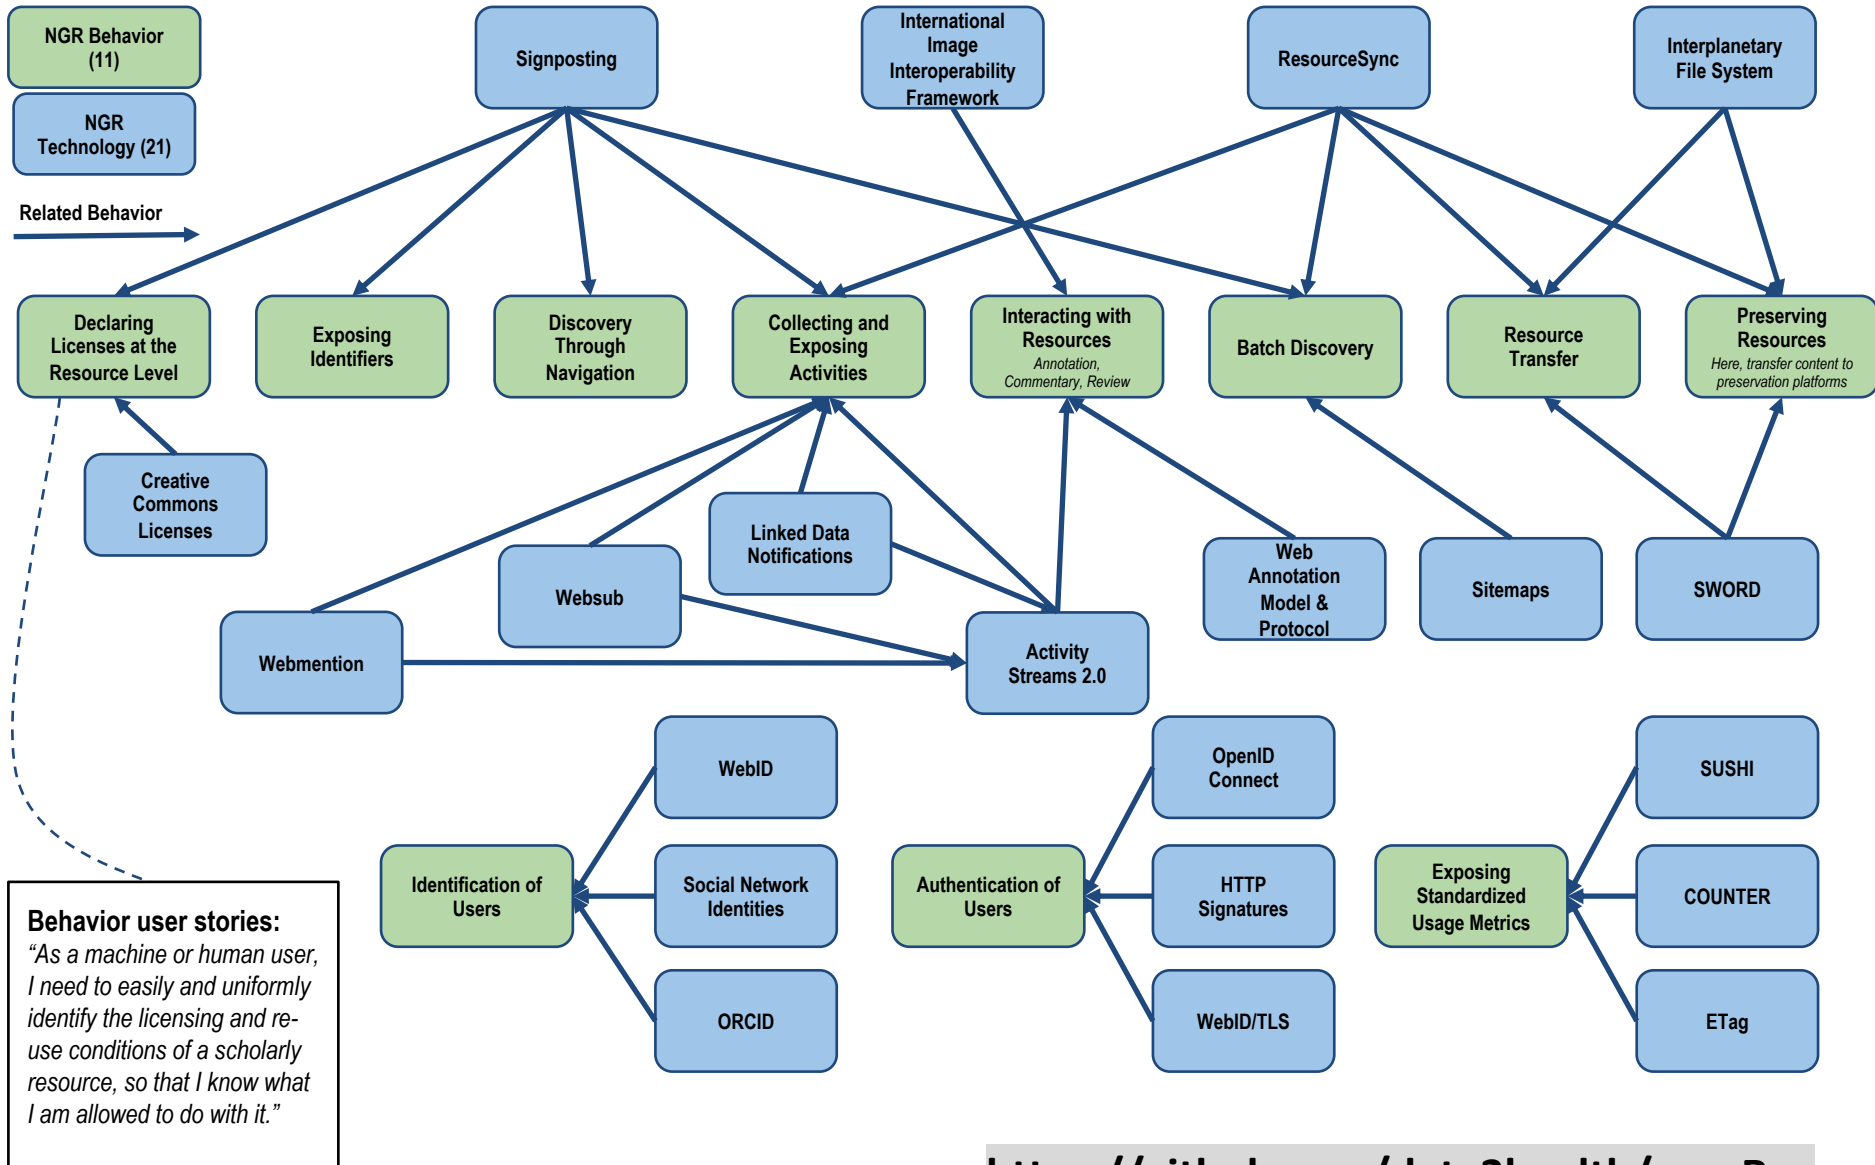 NGR Behavior
(11)
NGR
Technology (21)
Related Behavior
Signposting
International
Image
Interoperability
Framework
ResourceSync
Interplanetary
File System
Declaring
Licenses at the
Resource Level
Exposing
Identifiers
Discovery
Through
Navigation
Collecting and
Exposing
Activities
Interacting with
Resources
Annotation,
Commentary, Review
Batch Discovery
Resource
Transfer
Preserving
Resources
Here, transfer content to
preservation platforms
Creative
Commons
Licenses
Linked Data
Notifications
Websub
Webmention
Activity
Streams 2.0
Web
Annotation
Model &
Protocol
Sitemaps
SWORD
WebID
Social Network
Identities
ORCID
Identification of
Users
OpenID
Connect
HTTP
Signatures
WebID/TLS
Authentication of
Users
SUSHI
COUNTER
ETag
Exposing
Standardized
Usage Metrics
Behavior user stories:
“As a machine or human user,
I need to easily and uniformly
identify the licensing and re-
use conditions of a scholarly
resource, so that I know what
I am allowed to do with it.”